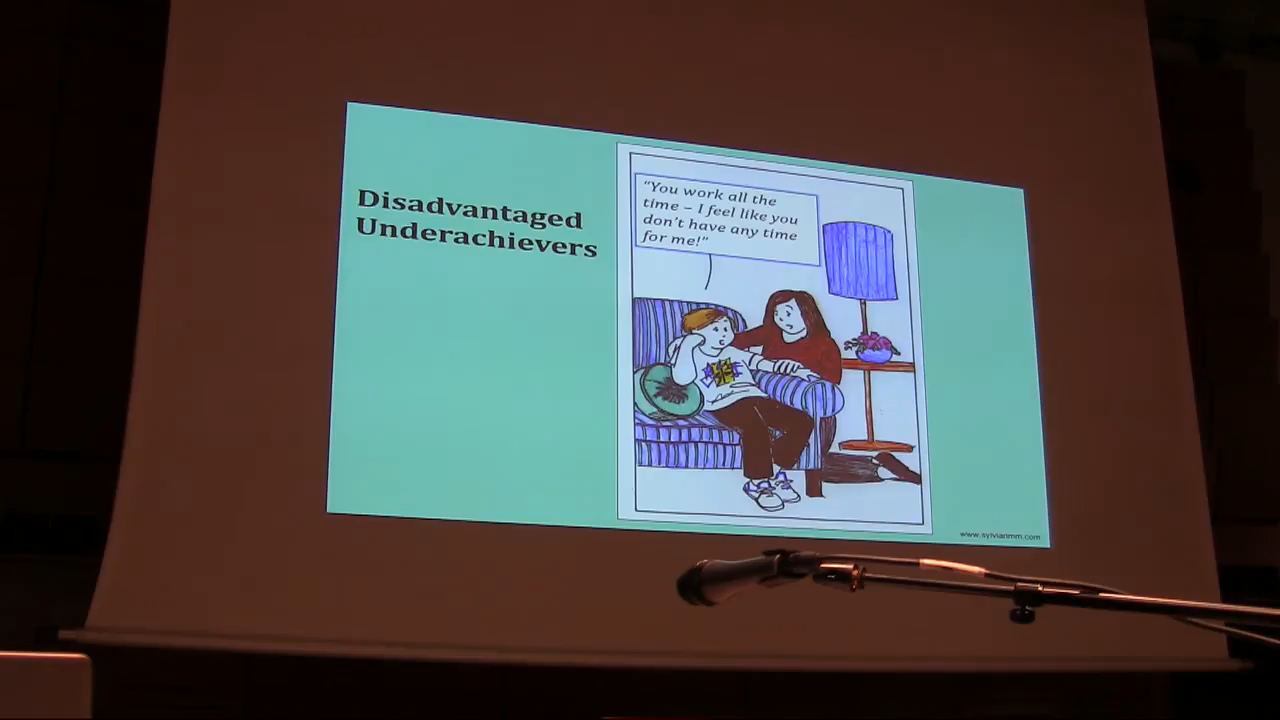 Disadvantaged
Underachievers
"You work all the
time – I feel like you
don't have any time
for me!"
www.sylviarimm.com